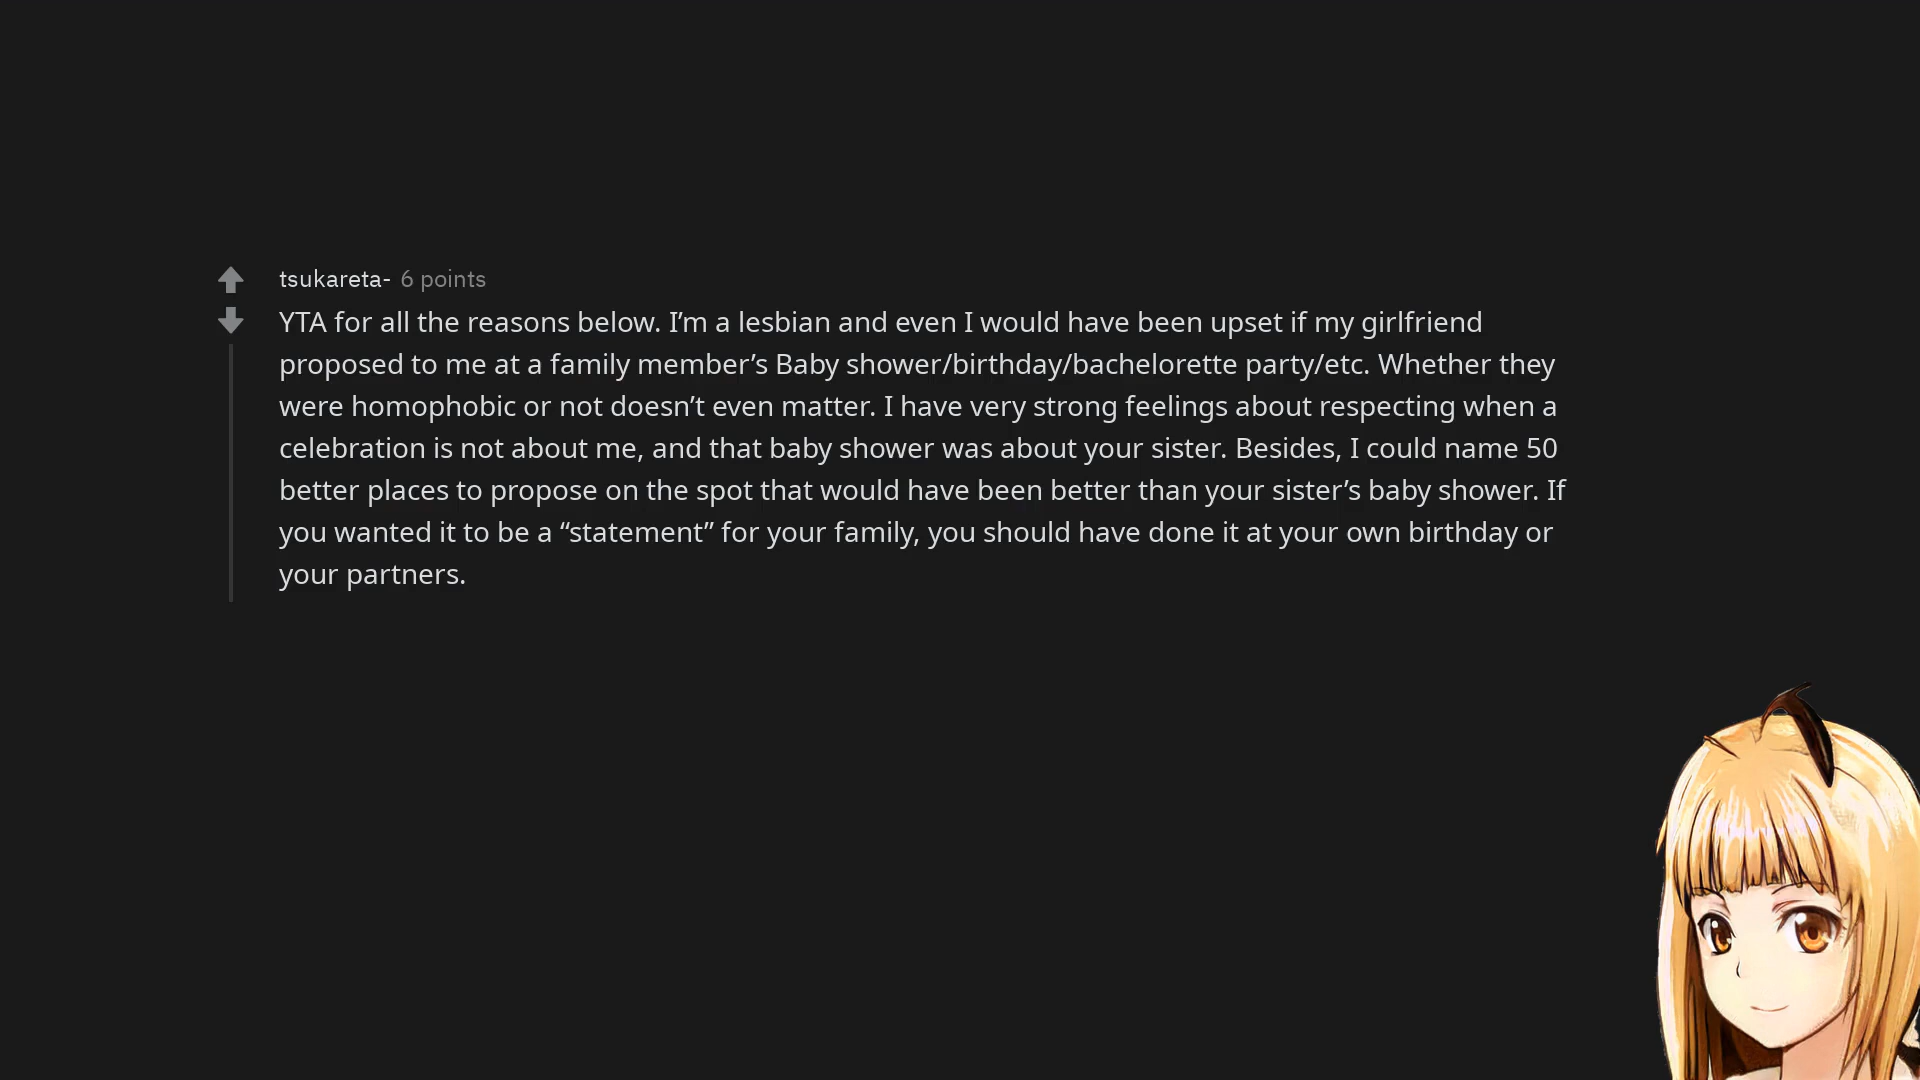 tsukareta- 6 points
YTA for all the reasons below. I’m a lesbian and even I would have been upset if my girlfriend
proposed to me at a family member’s Baby shower/birthday/bachelorette party/etc. Whether they
were homophobic or not doesn’t even matter. I have very strong feelings about respecting when a
celebration is not about me, and that baby shower was about your sister. Besides, I could name 50
better places to propose on the spot that would have been better than your sister’s baby shower. If
you wanted it to be a “statement” for your family, you should have done it at your own birthday or
your partners.